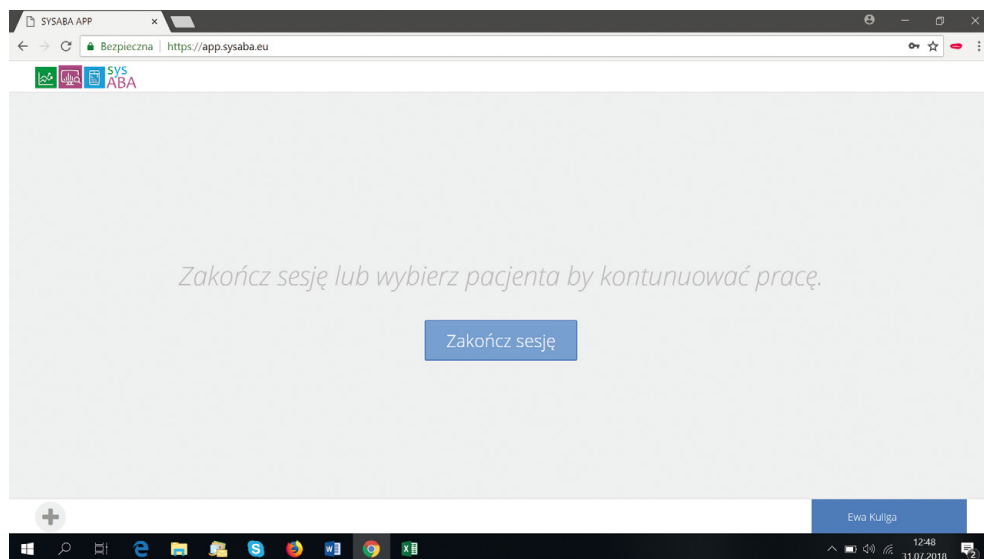 SYSABA APP
Bezpieczna | https://app.sysaba.eu
sys
ABA
Zakończ sesję lub wybierz pacjenta by kontunuować pracę.
Zakończ sesję
Ewa Kuliga
12:48
31.07.2018
2